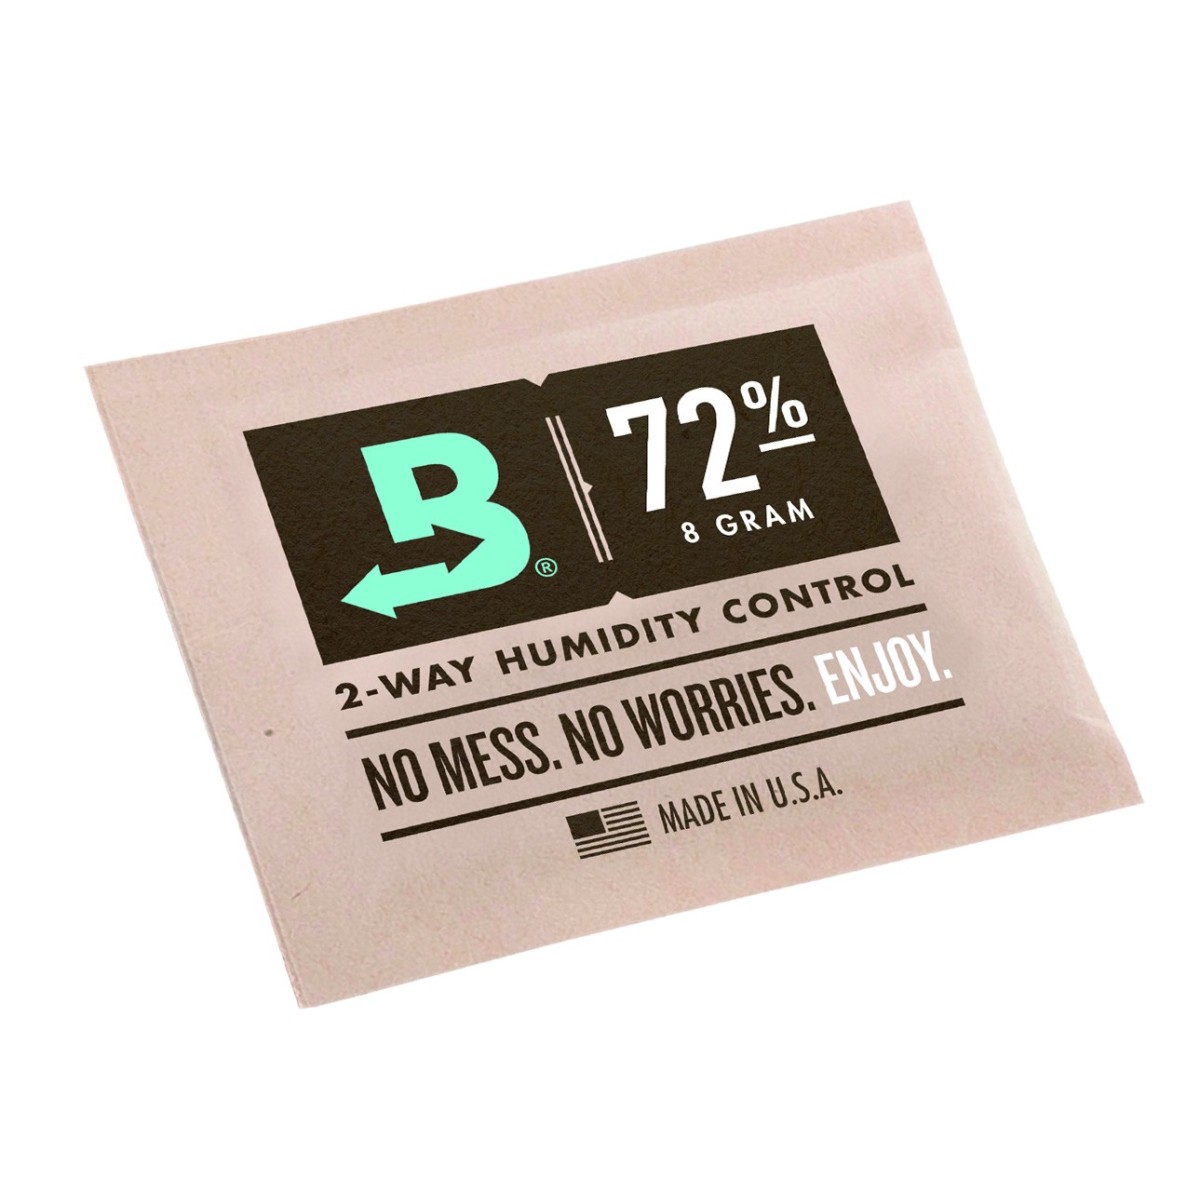 B®
72%
8 GRAM
2-WAY HUMIDITY CONTROL
NO MESS. NO WORRIES. ENJOY.
MADE IN U.S.A.